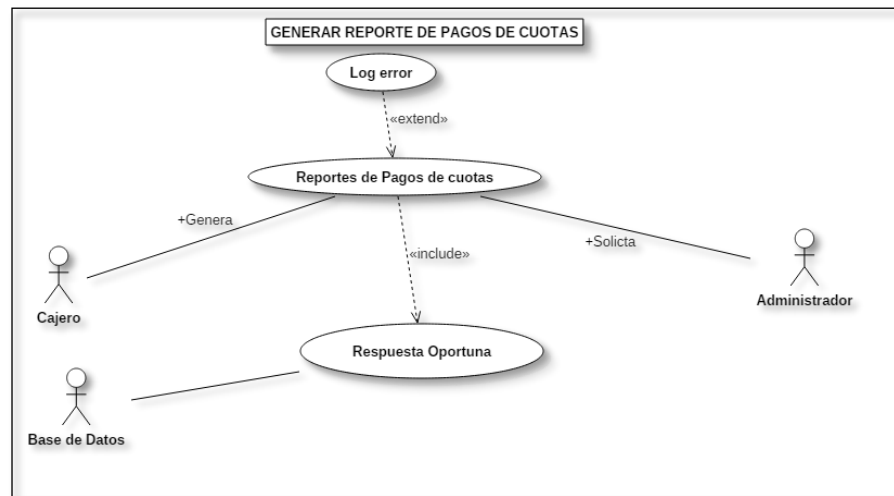 GENERAR REPORTE DE PAGOS DE CUOTAS
Log error
«extend»
Reportes de Pagos de cuotas
+Genera
+Solicta
«include»
Cajero
Administrador
Respuesta Oportuna
Base de Datos